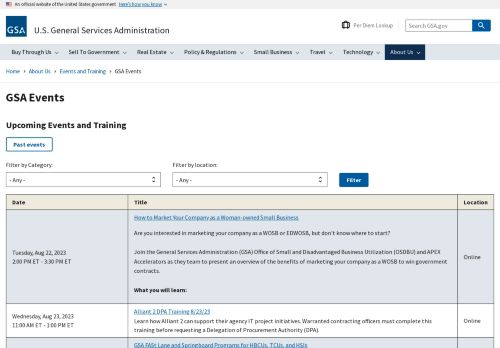 An official website of the United States government Here's how you know
GSA U.S. General Services Administration
Per Diem Lookup
Search GSA.gov
Buy Through Us Sell To Government Real Estate Policy & Regulations Small Business Travel Technology About Us
Home About Us Events and Training GSA Events
GSA Events
Upcoming Events and Training
Past events
Filter by Category: Filter by location:
- Any - - Any - Filter
Date Title Location
How to Market Your Company as a Woman-owned Small Business
Are you interested in marketing your company as a WOSB or EDWOSB, but don't know where to start?
Tuesday, Aug 22, 2023
2:00 PM ET - 3:30 PM ET
Online
Join the General Services Administration (GSA) Office of Small and Disadvantaged Business Utilization (OSDBU) and APEX
Accelerators as they team to present an overview of the benefits of marketing your company as a WOSB to win government
contracts.
What you will learn:
Wednesday, Aug 23, 2023
11:00 AM ET - 1:00 PM ET
Alliant 2 DPA Training 8/23/23
Learn how Alliant 2 can support their agency IT project initiatives. Warranted contracting officers must complete this
training before requesting a Delegation of Procurement Authority (DPA).
Online
GSA FASt Lane and Springboard Programs for HBCUs, TCUs, and HSIs